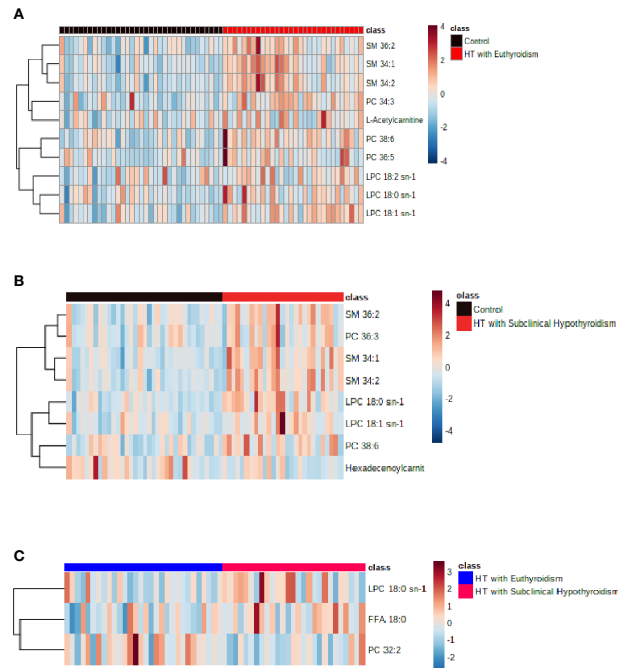 A
class
SM 36:2
SM 34:1
SM 34:2
PC 34:3
L-Acetylcarnitine
PC 38:6
PC 36:5
LPC 18:2 sn-1
LPC 18:0 sn-1
LPC 18:1 sn-1
4
2
0
-2
-4
class
Control
HT with Euthyroidism
B
class
SM 36:2
PC 36:3
SM 34:1
SM 34:2
LPC 18:0 sn-1
LPC 18:1 sn-1
PC 38:6
Hexadecenoylcarnit
4
2
0
-2
-4
class
Control
HT with Subclinical Hypothyroidism
C
class
LPC 18:0 sn-1
FFA 18:0
PC 32:2
3
2
1
0
-1
-2
class
HT with Euthyroidism
HT with Subclinical Hypothyroidism